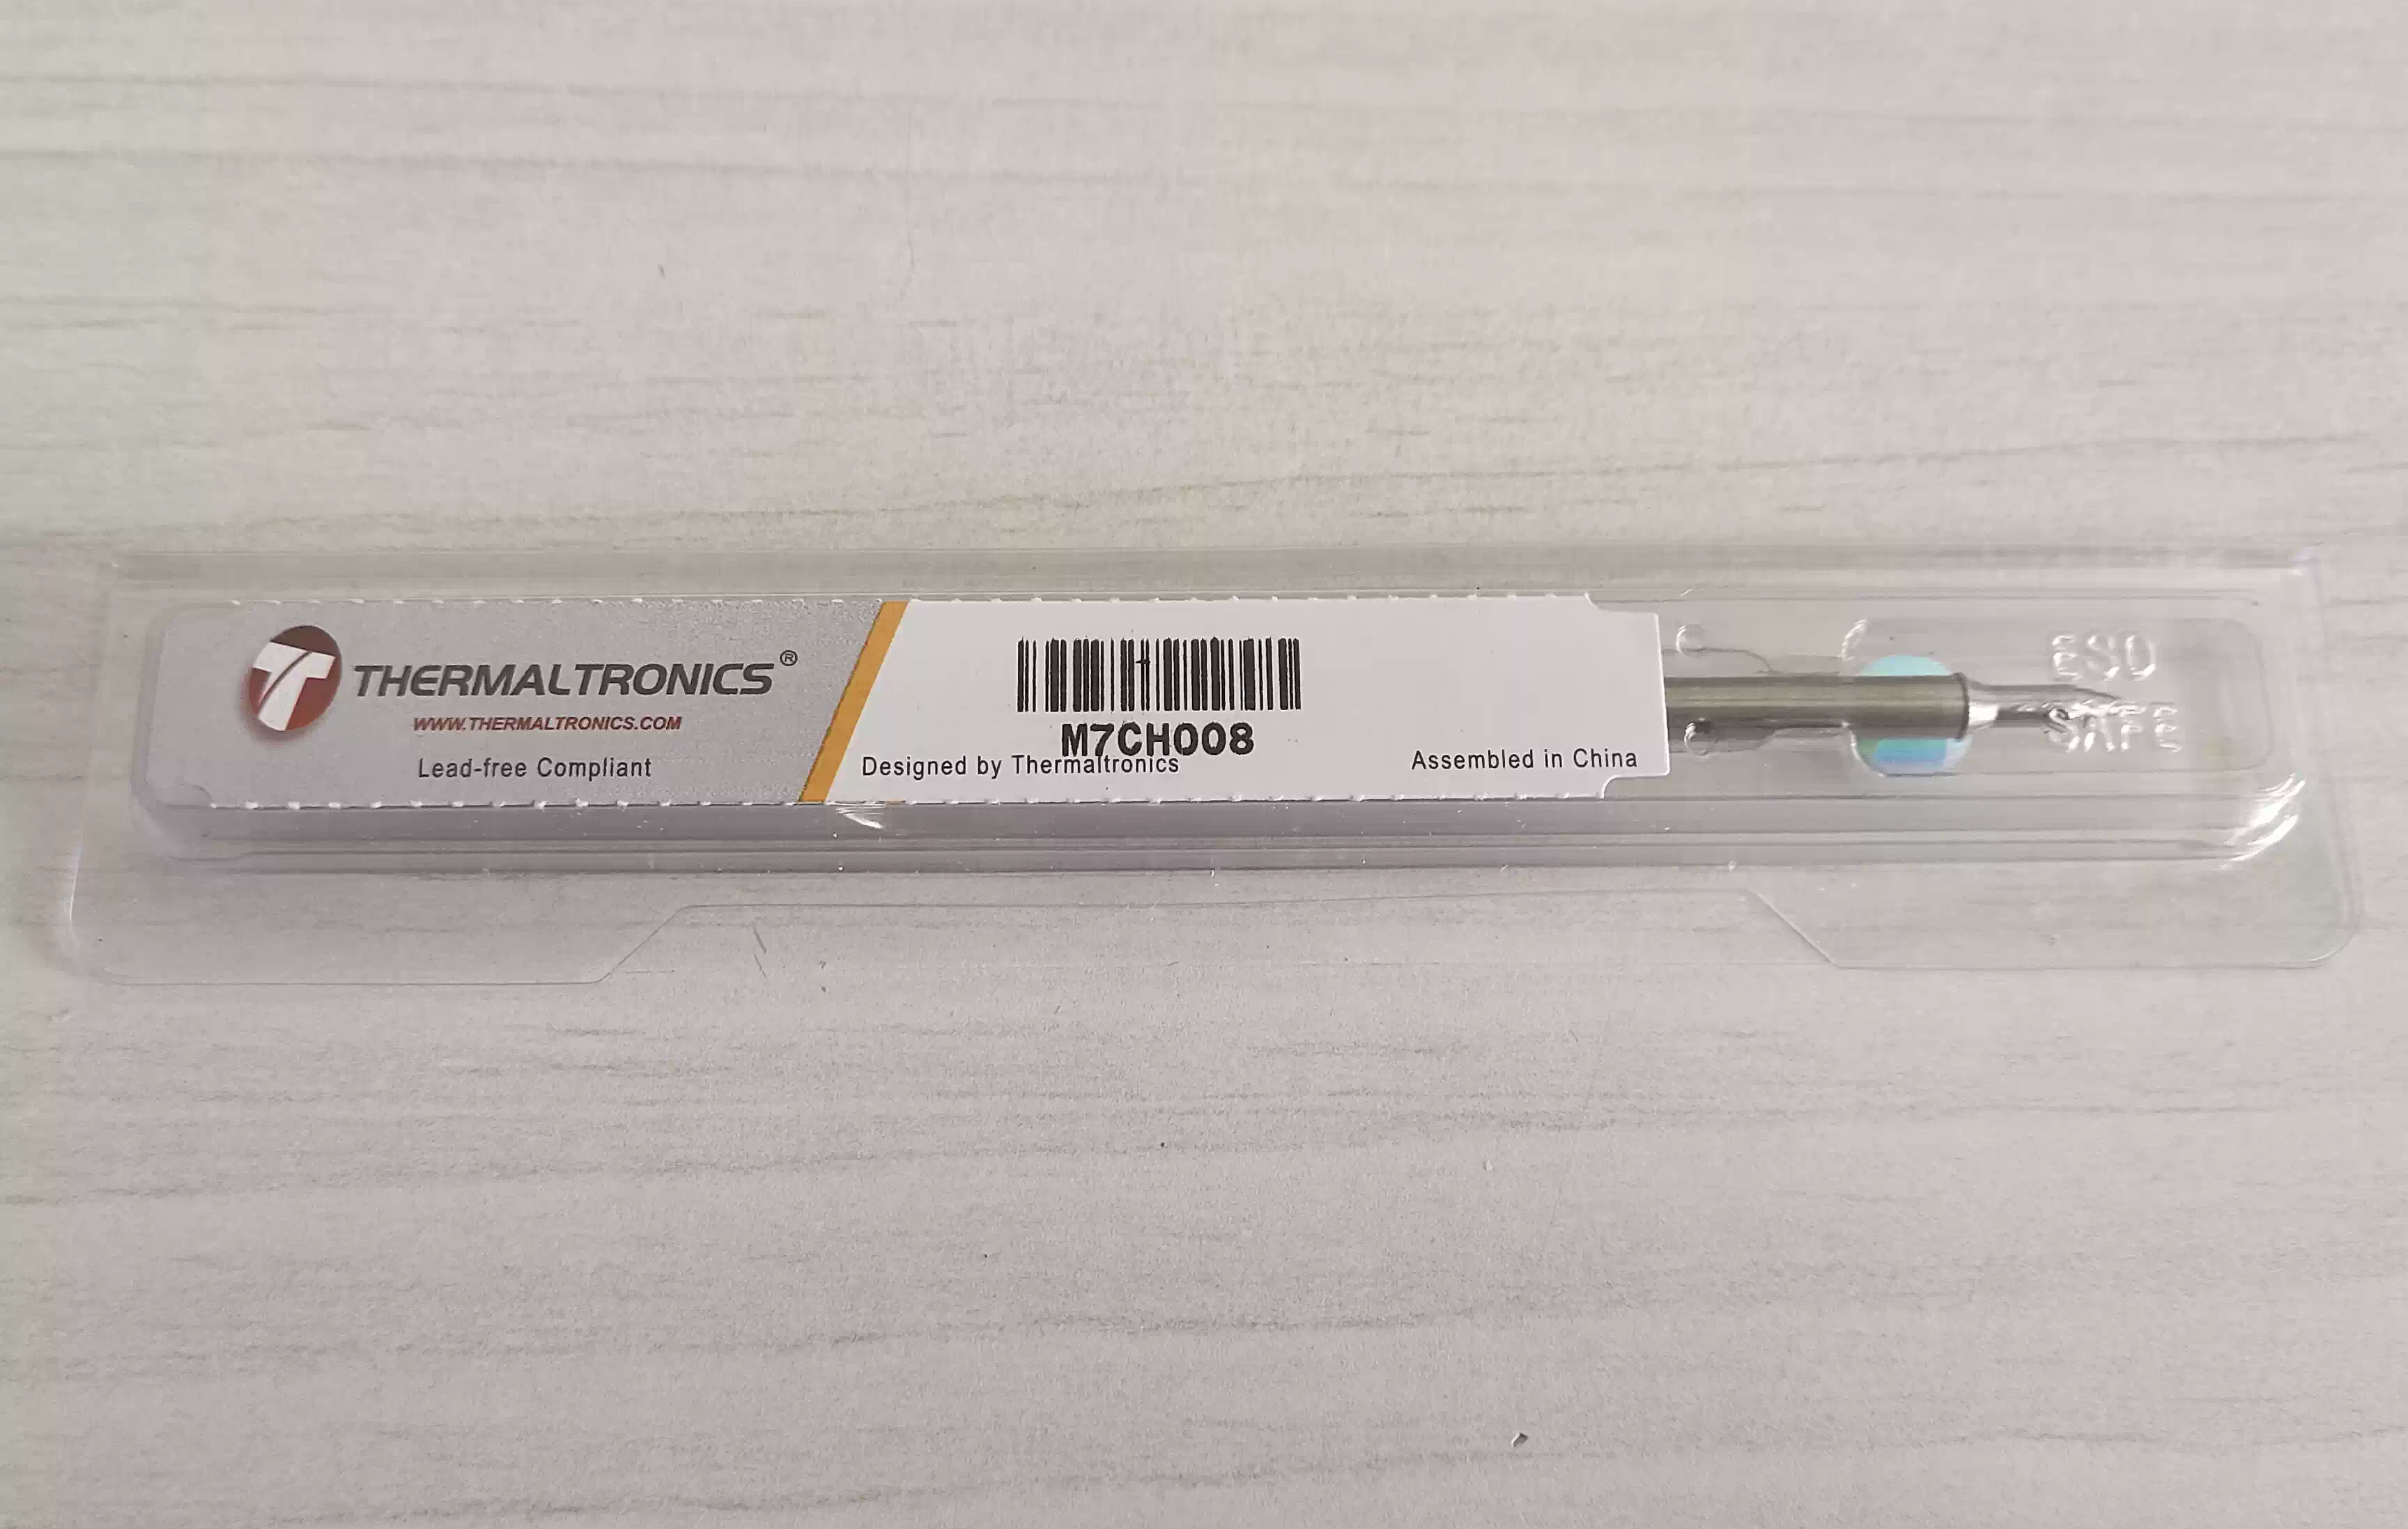 THERMALTRONICS®
WWW.THERMALTRONICS.COM
Lead-free Compliant
M7CH008
Designed by Thermaltronics
Assembled in China
ESD
SAFE